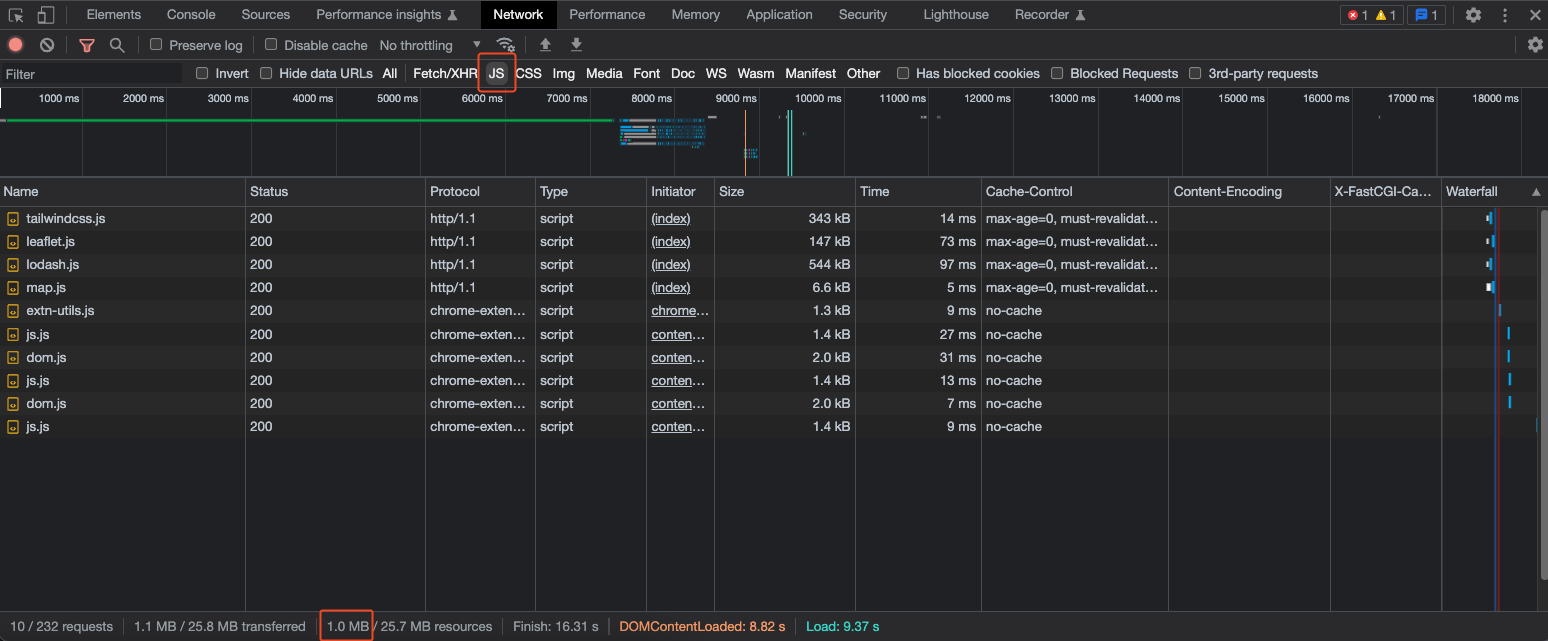 Elements Console Sources Performance insights Network Performance Memory Application Security Lighthouse Recorder 1 1 1
Preserve log Disable cache No throttling
Filter Invert Hide data URLs All Fetch/XHR JS CSS Img Media Font Doc WS Wasm Manifest Other Has blocked cookies Blocked Requests 3rd-party requests
1000 ms 2000 ms 3000 ms 4000 ms 5000 ms 6000 ms 7000 ms 8000 ms 9000 ms 10000 ms 11000 ms 12000 ms 13000 ms 14000 ms 15000 ms 16000 ms 17000 ms 18000 ms
Name Status Protocol Type Initiator Size Time Cache-Control Content-Encoding X-FastCGI-Ca... Waterfall
tailwindcss.js 200 http/1.1 script (index) 343 kB 14 ms max-age=0, must-revalidat...
leaflet.js 200 http/1.1 script (index) 147 kB 73 ms max-age=0, must-revalidat...
lodash.js 200 http/1.1 script (index) 544 kB 97 ms max-age=0, must-revalidat...
map.js 200 http/1.1 script (index) 6.6 kB 5 ms max-age=0, must-revalidat...
extn-utils.js 200 chrome-exten... script chrome... 1.3 kB 9 ms no-cache
js.js 200 chrome-exten... script conten... 1.4 kB 27 ms no-cache
dom.js 200 chrome-exten... script conten... 2.0 kB 31 ms no-cache
js.js 200 chrome-exten... script conten... 1.4 kB 13 ms no-cache
dom.js 200 chrome-exten... script conten... 2.0 kB 7 ms no-cache
js.js 200 chrome-exten... script conten... 1.4 kB 9 ms no-cache
10 / 232 requests 1.1 MB / 25.8 MB transferred 1.0 MB / 25.7 MB resources Finish: 16.31 s DOMContentLoaded: 8.82 s Load: 9.37 s